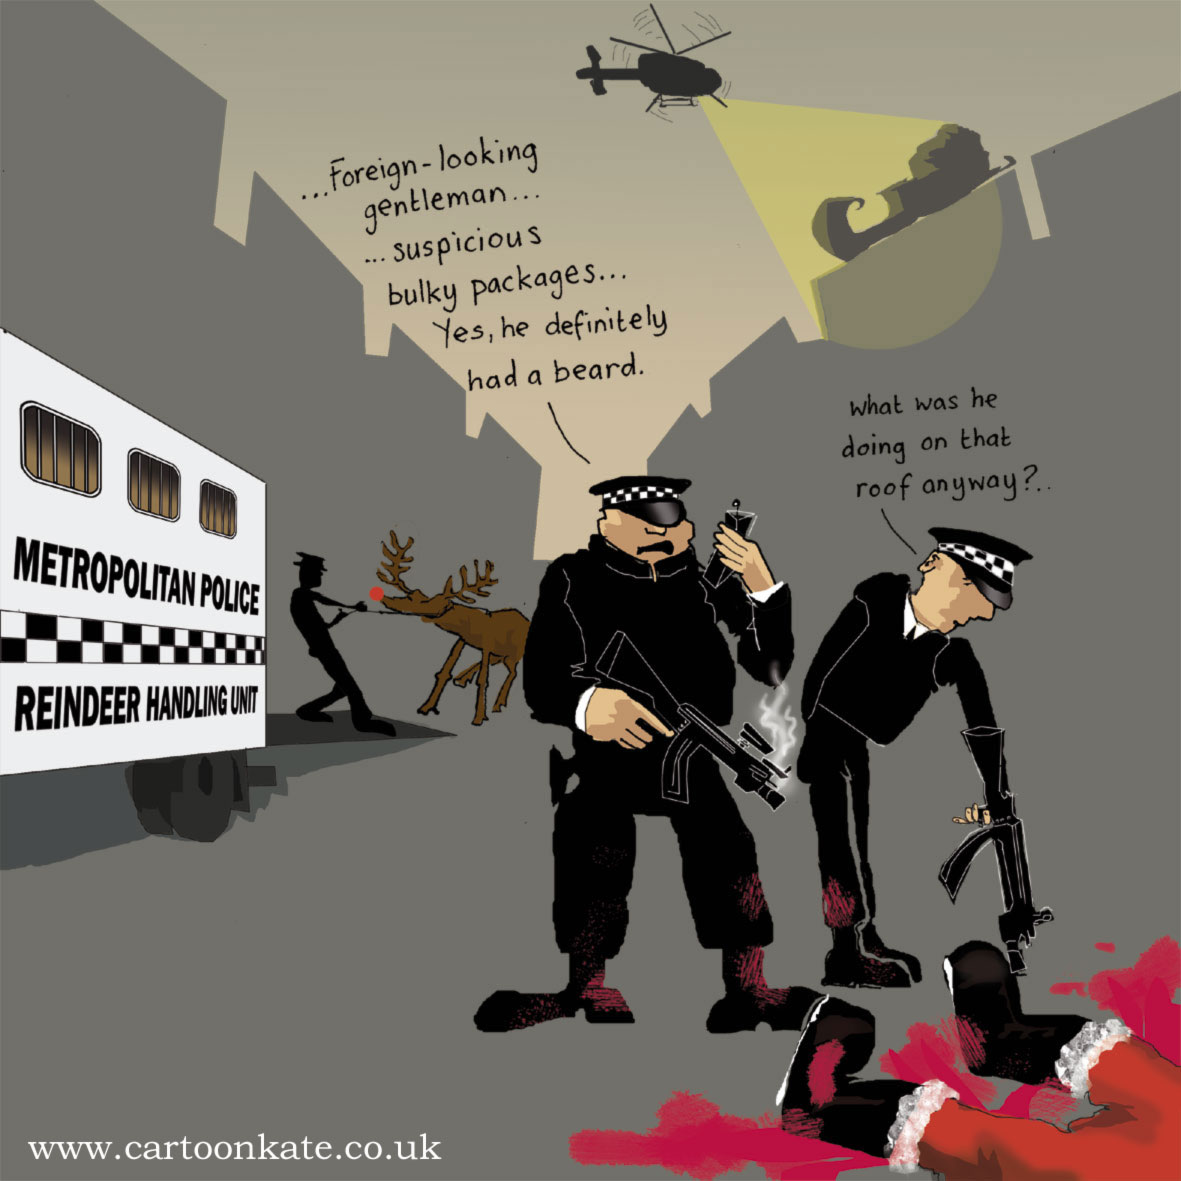 ...Foreign-looking
gentleman...
...suspicious
bulky packages...
Yes, he definitely
had a beard.
What was he
doing on that
roof anyway?..
METROPOLITAN POLICE
REINDEER HANDLING UNIT
www.cartoonkate.co.uk